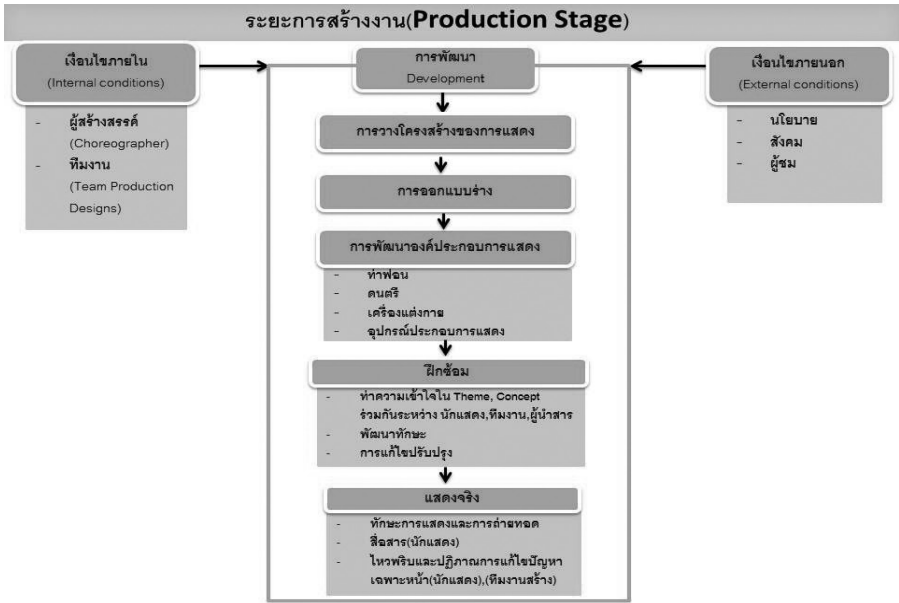 ระยะการสร้างงาน(Production Stage)
เงื่อนไขภายใน
(Internal conditions)
- ผู้สร้างสรรค์
(Choreographer)
- ทีมงาน
(Team Production
Designs)
การพัฒนา
Development
การวางโครงสร้างของการแสดง
การออกแบบร่าง
การพัฒนาองค์ประกอบการแสดง
- ท่าฟอน
- ดนตรี
- เครื่องแต่งกาย
- อุปกรณ์ประกอบการแสดง
ฝึกซ้อม
- ทำความเข้าใจใน Theme, Concept
ร่วมกันระหว่าง นักแสดง,ทีมงาน,ผู้นำสาร
- พัฒนาทักษะ
- การแก้ไขปรับปรุง
แสดงจริง
- ทักษะการแสดงและการถ่ายทอด
- สื่อสาร(นักแสดง)
- ไหวพริบและปฏิภาณการแก้ไขปัญหา
เฉพาะหน้า(นักแสดง),(ทีมงานสร้าง)
เงื่อนไขภายนอก
(External conditions)
- นโยบาย
- สังคม
- ผู้ชม